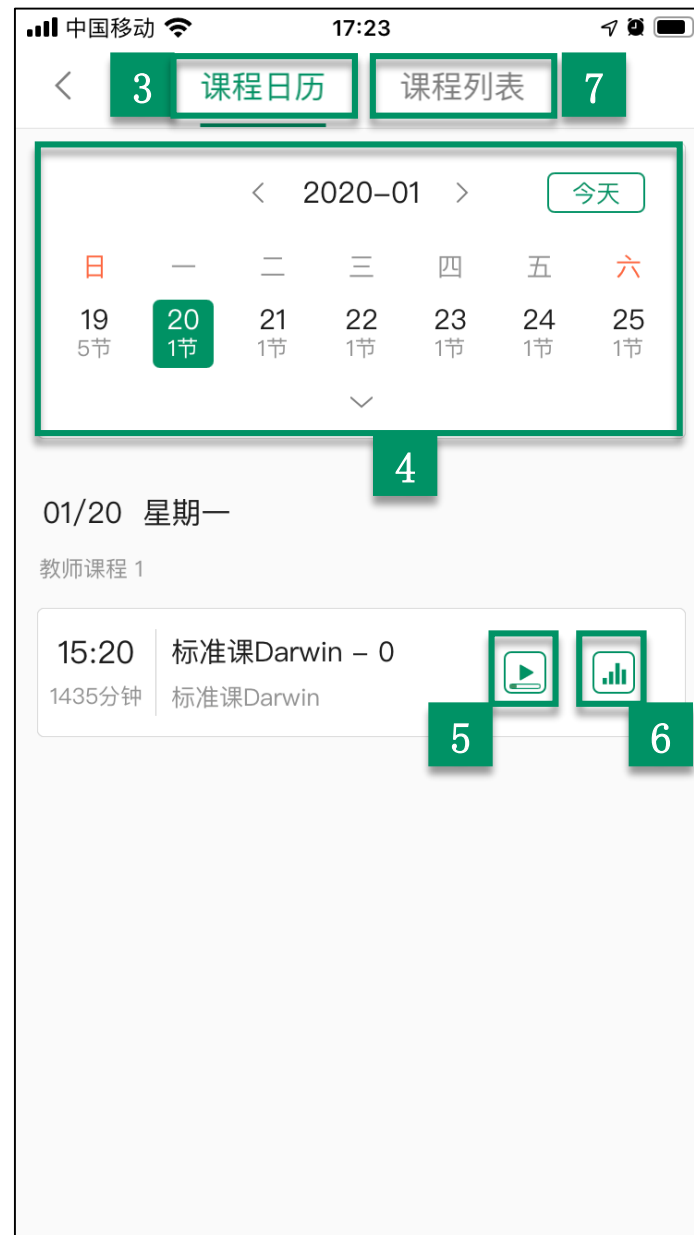 中国移动 17:23
3 课程日历 课程列表 7
2020-01 今天
日 一 二 三 四 五 六
19 20 21 22 23 24 25
5节 1节 1节 1节 1节 1节 1节
4
01/20 星期一
教师课程 1
15:20 标准课Darwin – 0
1435分钟 标准课Darwin
5 6